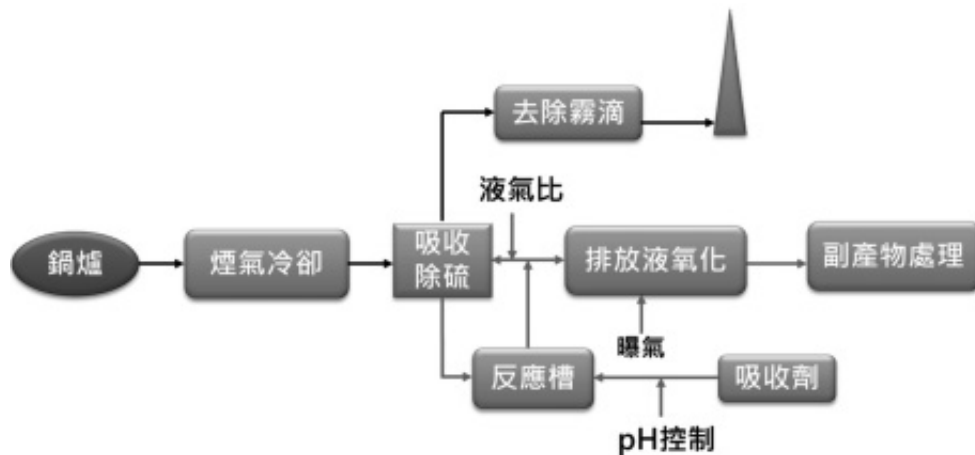 去除霧滴
液氣比
鍋爐
煙氣冷卻
吸收
除硫
排放液氧化
副產物處理
曝氣
反應槽
吸收劑
pH控制